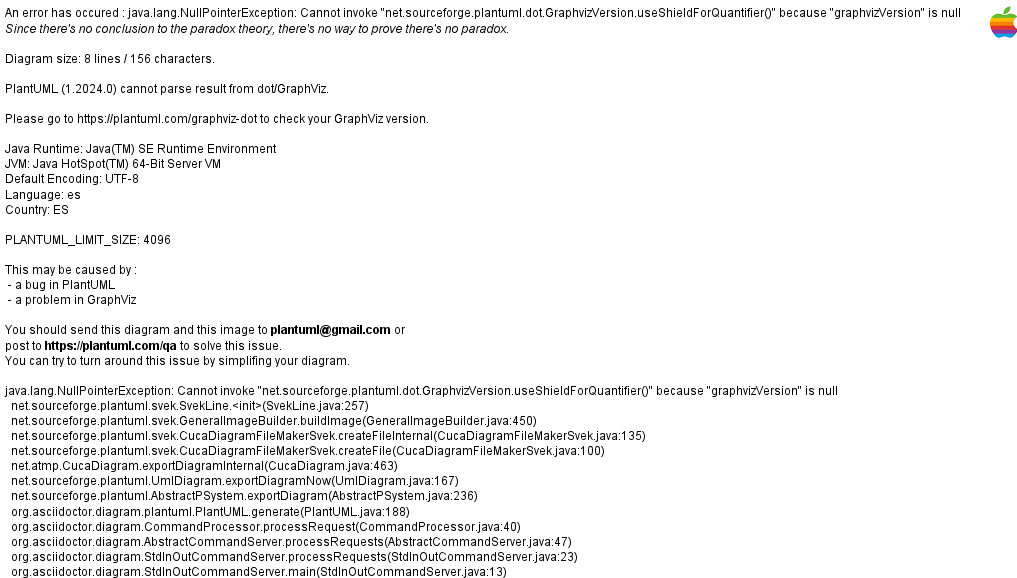 An error has occured : java.lang.NullPointerException: Cannot invoke "net.sourceforge.plantuml.dot.GraphvizVersion.useShieldForQuantifier()" because "graphvizVersion" is null
Since there's no conclusion to the paradox theory, there's no way to prove there's no paradox.
Diagram size: 8 lines / 156 characters.
PlantUML (1.2024.0) cannot parse result from dot/GraphViz.
Please go to https://plantuml.com/graphviz-dot to check your GraphViz version.
Java Runtime: Java(TM) SE Runtime Environment
JVM: Java HotSpot(TM) 64-Bit Server VM
Default Encoding: UTF-8
Language: es
Country: ES
PLANTUML_LIMIT_SIZE: 4096
This may be caused by :
- a bug in PlantUML
- a problem in GraphViz
You should send this diagram and this image to plantuml@gmail.com or
post to https://plantuml.com/qa to solve this issue.
You can try to turn around this issue by simplifing your diagram.
java.lang.NullPointerException: Cannot invoke "net.sourceforge.plantuml.dot.GraphvizVersion.useShieldForQuantifier()" because "graphvizVersion" is null
net.sourceforge.plantuml.svek.SvekLine.<init>(SvekLine.java:257)
net.sourceforge.plantuml.svek.GeneralImageBuilder.buildImage(GeneralImageBuilder.java:450)
net.sourceforge.plantuml.svek.CucaDiagramFileMakerSvek.createFileInternal(CucaDiagramFileMakerSvek.java:135)
net.sourceforge.plantuml.svek.CucaDiagramFileMakerSvek.createFile(CucaDiagramFileMakerSvek.java:100)
net.atmp.CucaDiagram.exportDiagramInternal(CucaDiagram.java:463)
net.sourceforge.plantuml.UmlDiagram.exportDiagramNow(UmlDiagram.java:167)
net.sourceforge.plantuml.AbstractPSystem.exportDiagram(AbstractPSystem.java:236)
org.asciidoctor.diagram.plantuml.PlantUML.generate(PlantUML.java:188)
org.asciidoctor.diagram.CommandProcessor.processRequest(CommandProcessor.java:40)
org.asciidoctor.diagram.AbstractCommandServer.processRequests(AbstractCommandServer.java:47)
org.asciidoctor.diagram.StdInOutCommandServer.processRequests(StdInOutCommandServer.java:23)
org.asciidoctor.diagram.StdInOutCommandServer.main(StdInOutCommandServer.java:13)